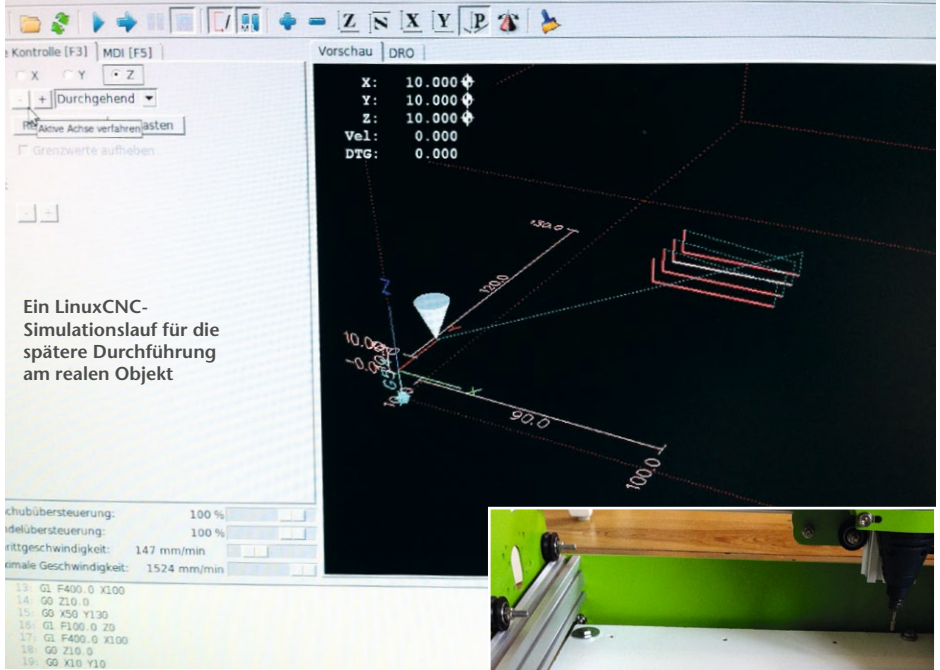 Kontrolle [F3] MDI [F5]
X Y Z
- + Durchgehend
Aktive Achse verfahren
asten
Grenzwerte aufheben
- +
Ein LinuxCNC-
Simulationslauf für die
spätere Durchführung
am realen Objekt
chubübersteuerung: 100 %
ndelübersteuerung: 100 %
rittgeschwindigkeit: 147 mm/min
ximale Geschwindigkeit: 1524 mm/min
13: G1 F400.0 X100
14: G0 Z10.0
15: G0 X50 Y130
16: G1 F100.0 Z0
17: G1 F400.0 X100
18: G0 Z10.0
19: G0 X10 Y10
Z N X Y P
Vorschau DRO
X: 10.000
Y: 10.000
Z: 10.000
Vel: 0.000
DTG: 0.000
130.0
120.0
Z
10.0
-0.0
X
90.0
100.0